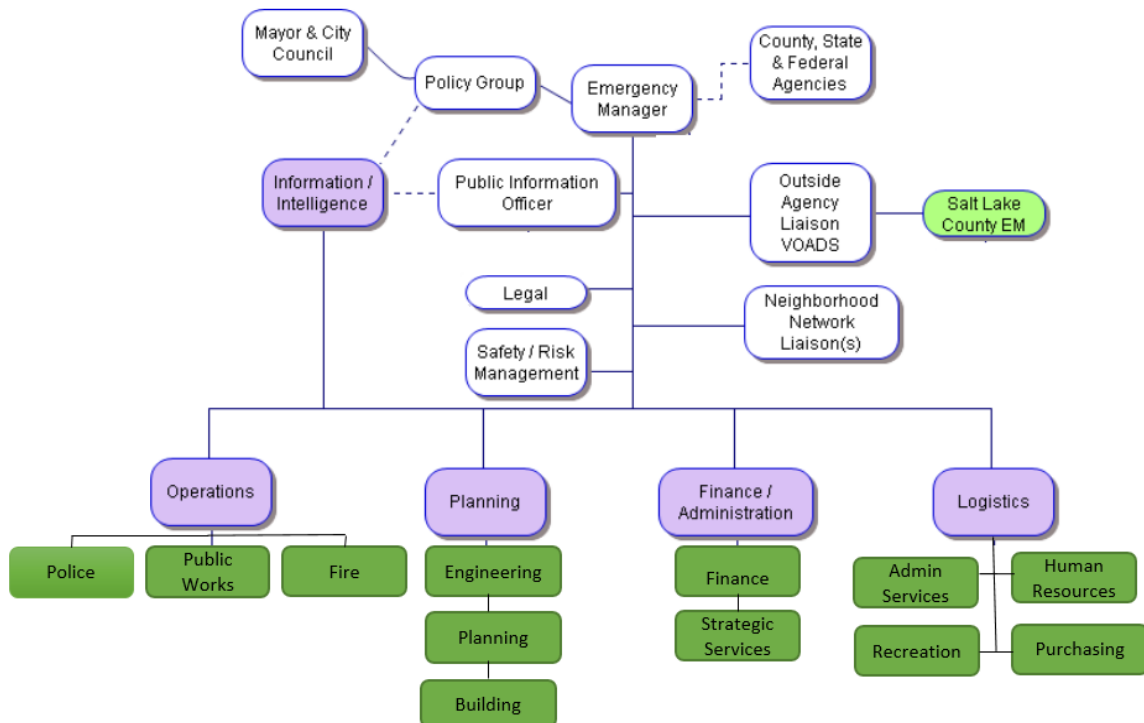 Mayor & City
Council
Policy Group
Emergency
Manager
County, State
& Federal
Agencies
Information /
Intelligence
Public Information
Officer
Outside
Agency
Liaison
VOADS
Salt Lake
County EM
Legal
Neighborhood
Network
Liaison(s)
Safety / Risk
Management
Operations
Planning
Finance /
Administration
Logistics
Police
Public
Works
Fire
Engineering
Planning
Building
Finance
Strategic
Services
Admin
Services
Human
Resources
Recreation
Purchasing